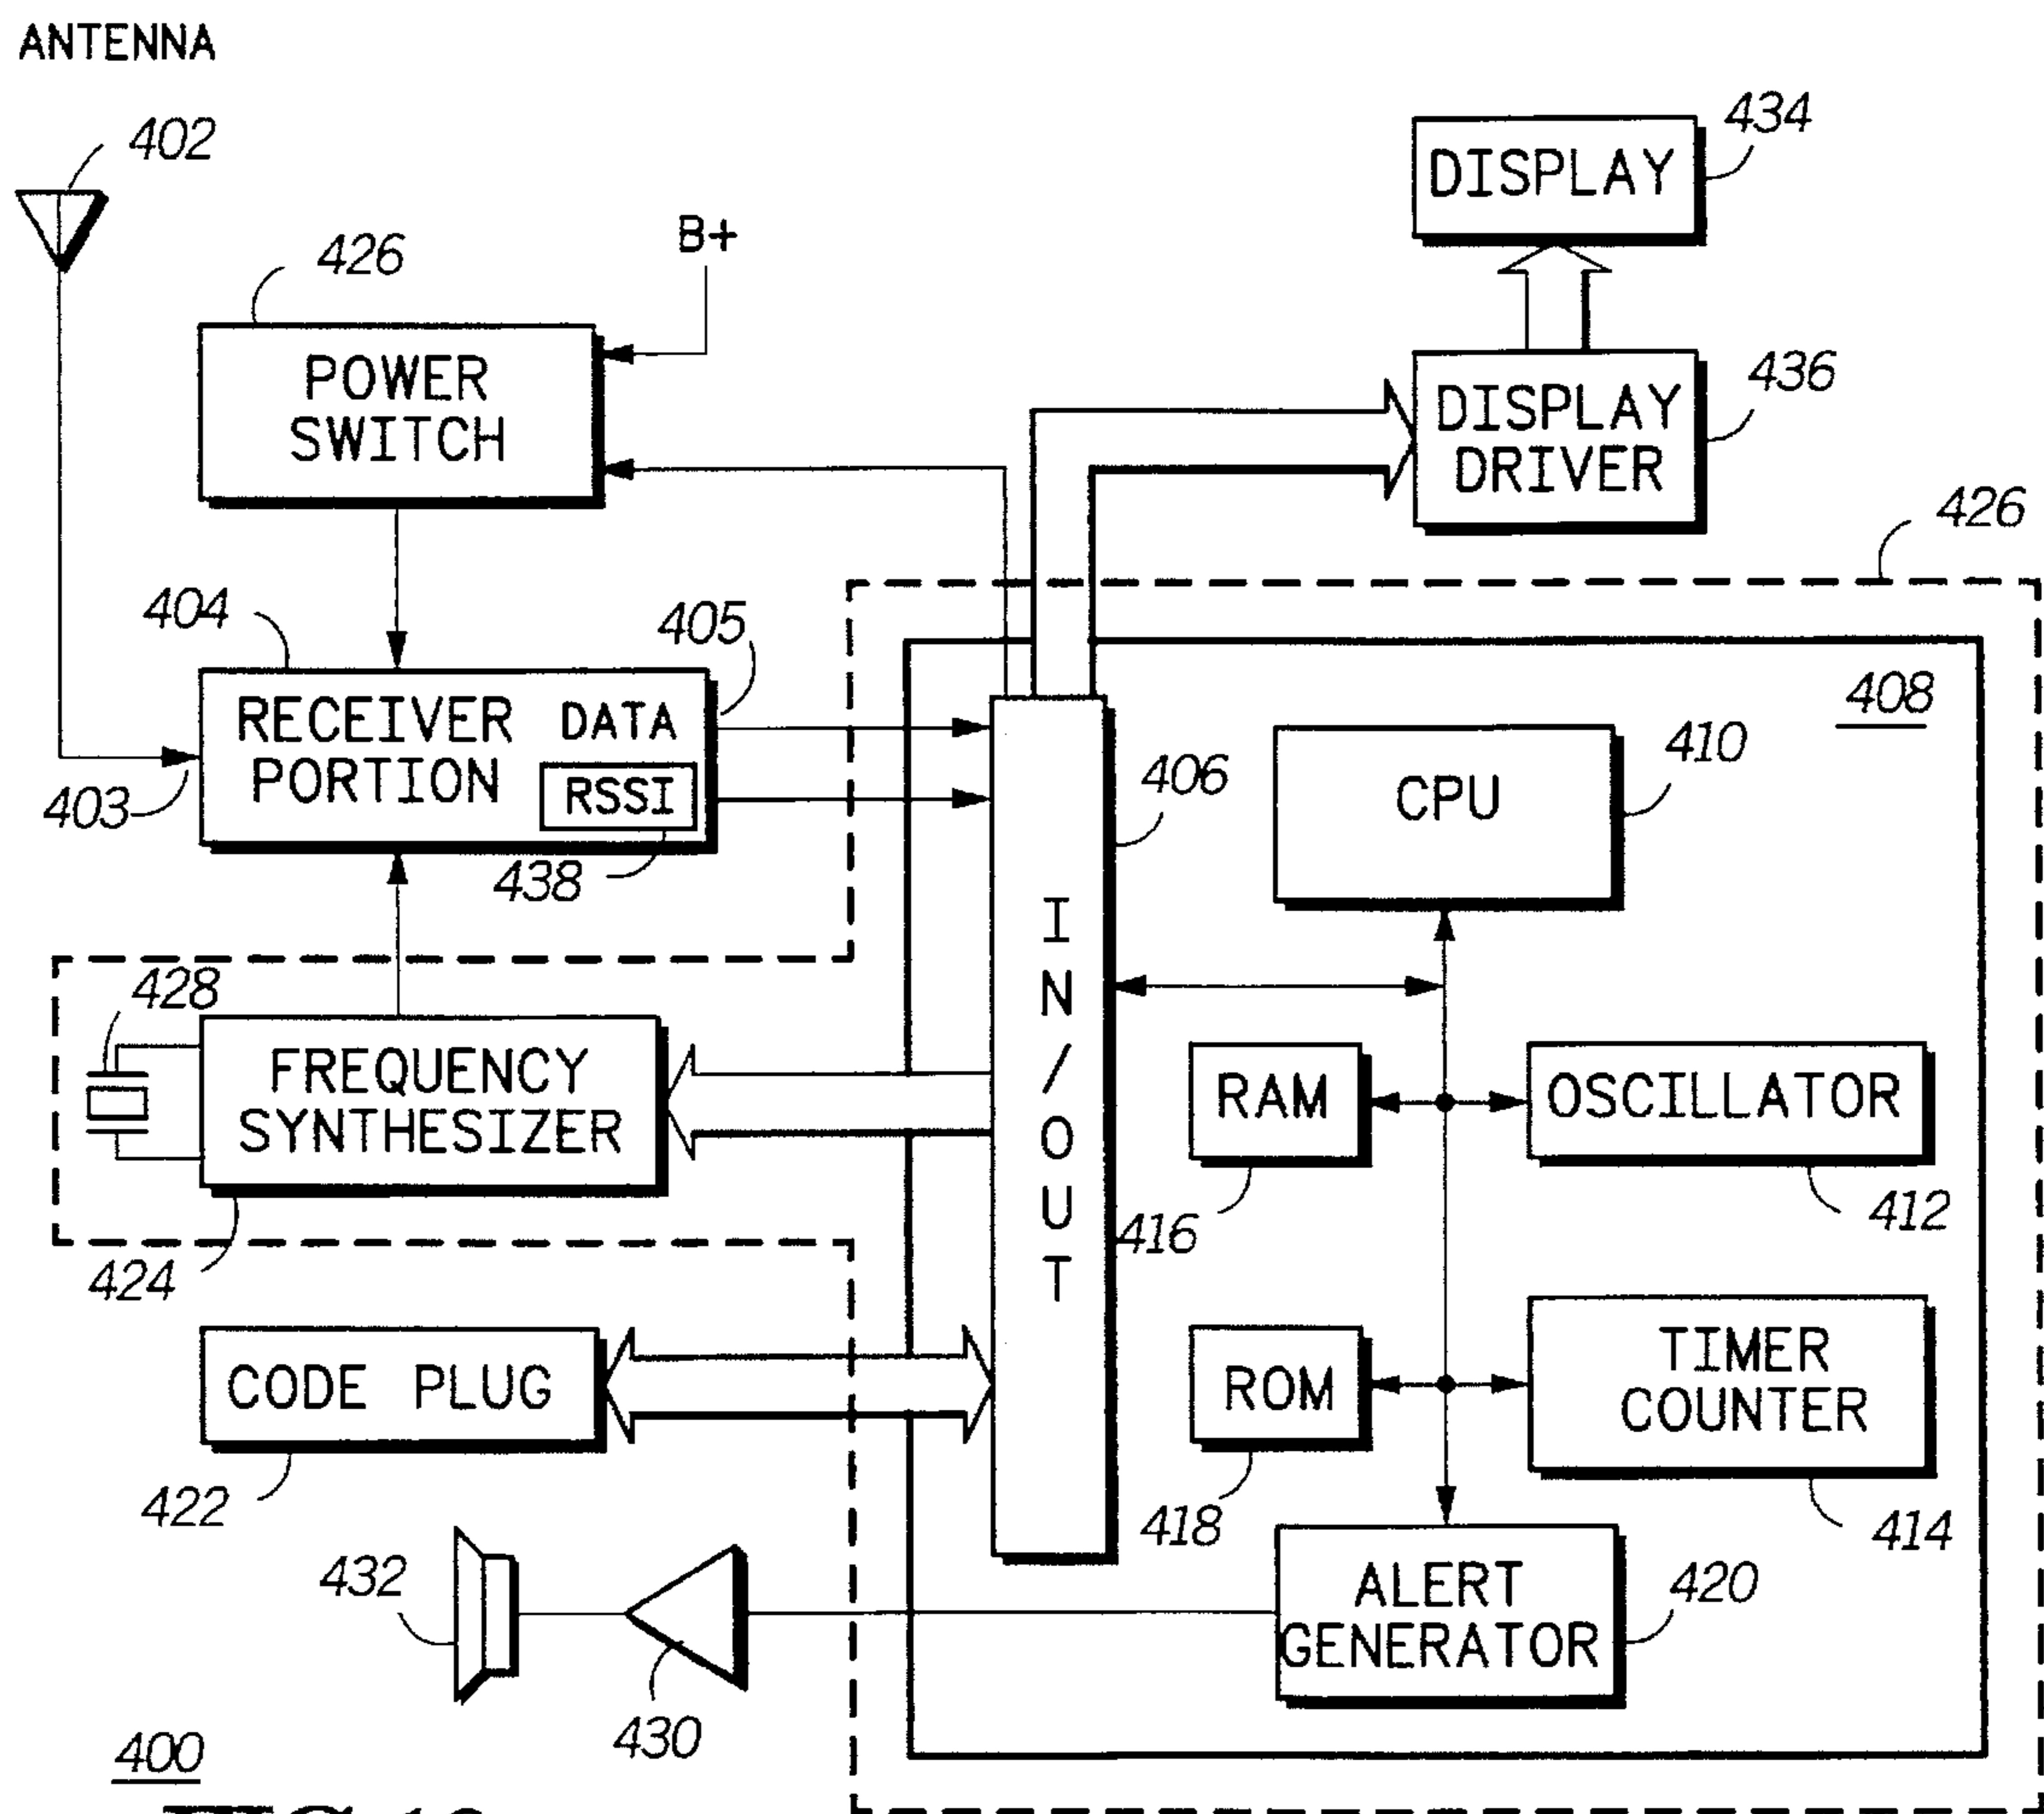 ANTENNA
402
434
DISPLAY
B+
426
POWER
SWITCH
436
DISPLAY
DRIVER
426
404
405
408
RECEIVER DATA
PORTION
RSSI
403
438
406
410
CPU
IN/OUT
428
FREQUENCY
SYNTHESIZER
424
RAM
416
OSCILLATOR
412
CODE PLUG
422
ROM
418
TIMER
COUNTER
414
432
430
ALERT
GENERATOR
420
400